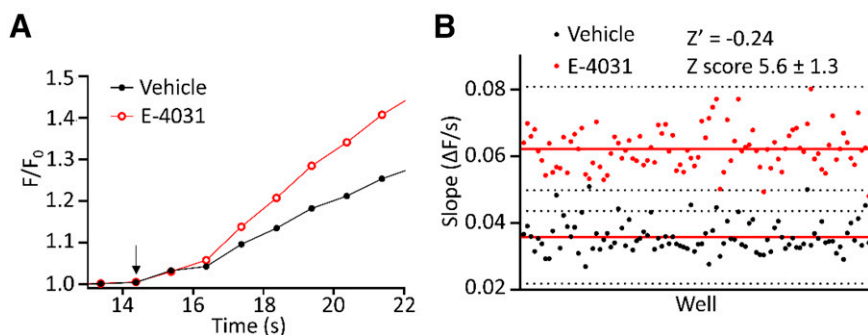 A
1.5
1.4
1.3
1.2
1.1
1.0
F/F0
Vehicle
E-4031
14 16 18 20 22
Time (s)
B
Vehicle Z' = -0.24
E-4031 Z score 5.6 ± 1.3
0.08
0.06
0.04
0.02
Slope (ΔF/s)
Well